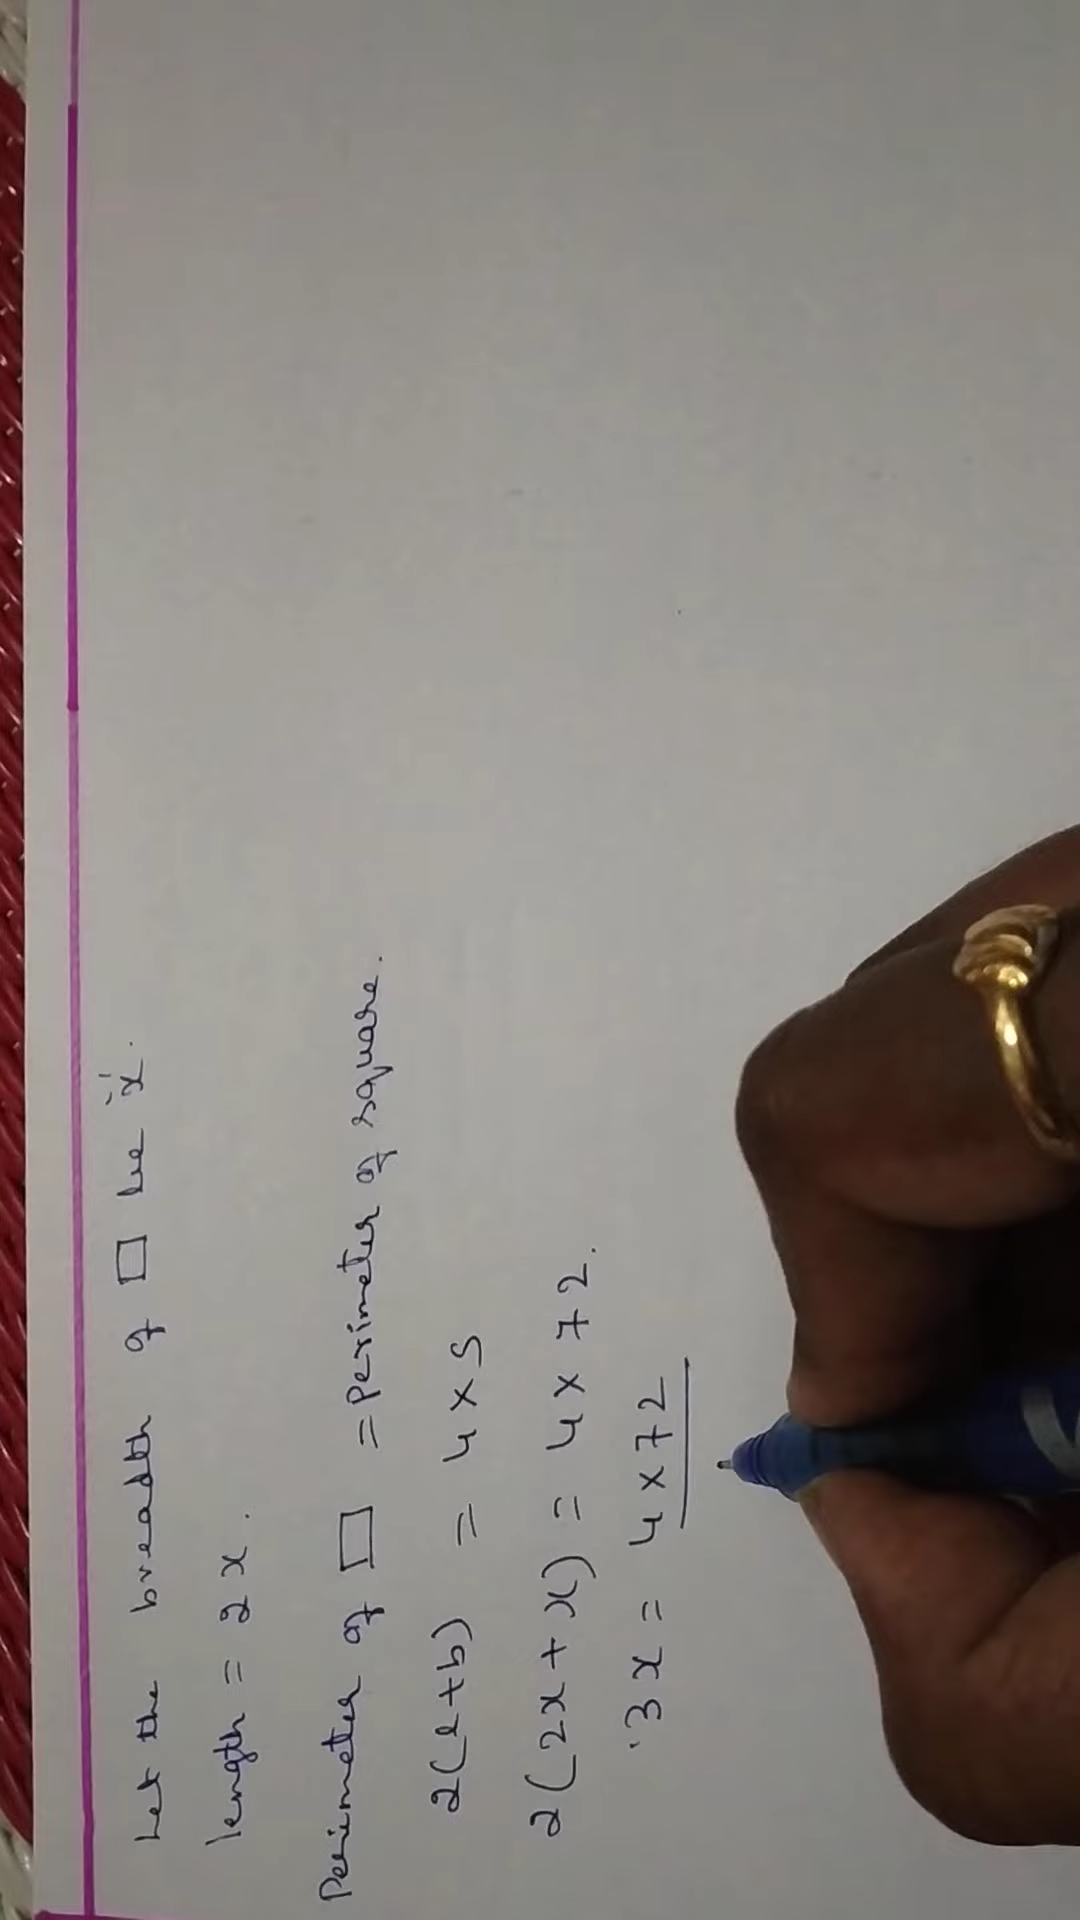 Let the breadth of □ be 'x'.
length = 2x.
Perimeter of □ = Perimeter of square.
2(l+b) = 4×S
2(2x+x) = 4×72.
3x = 4×72